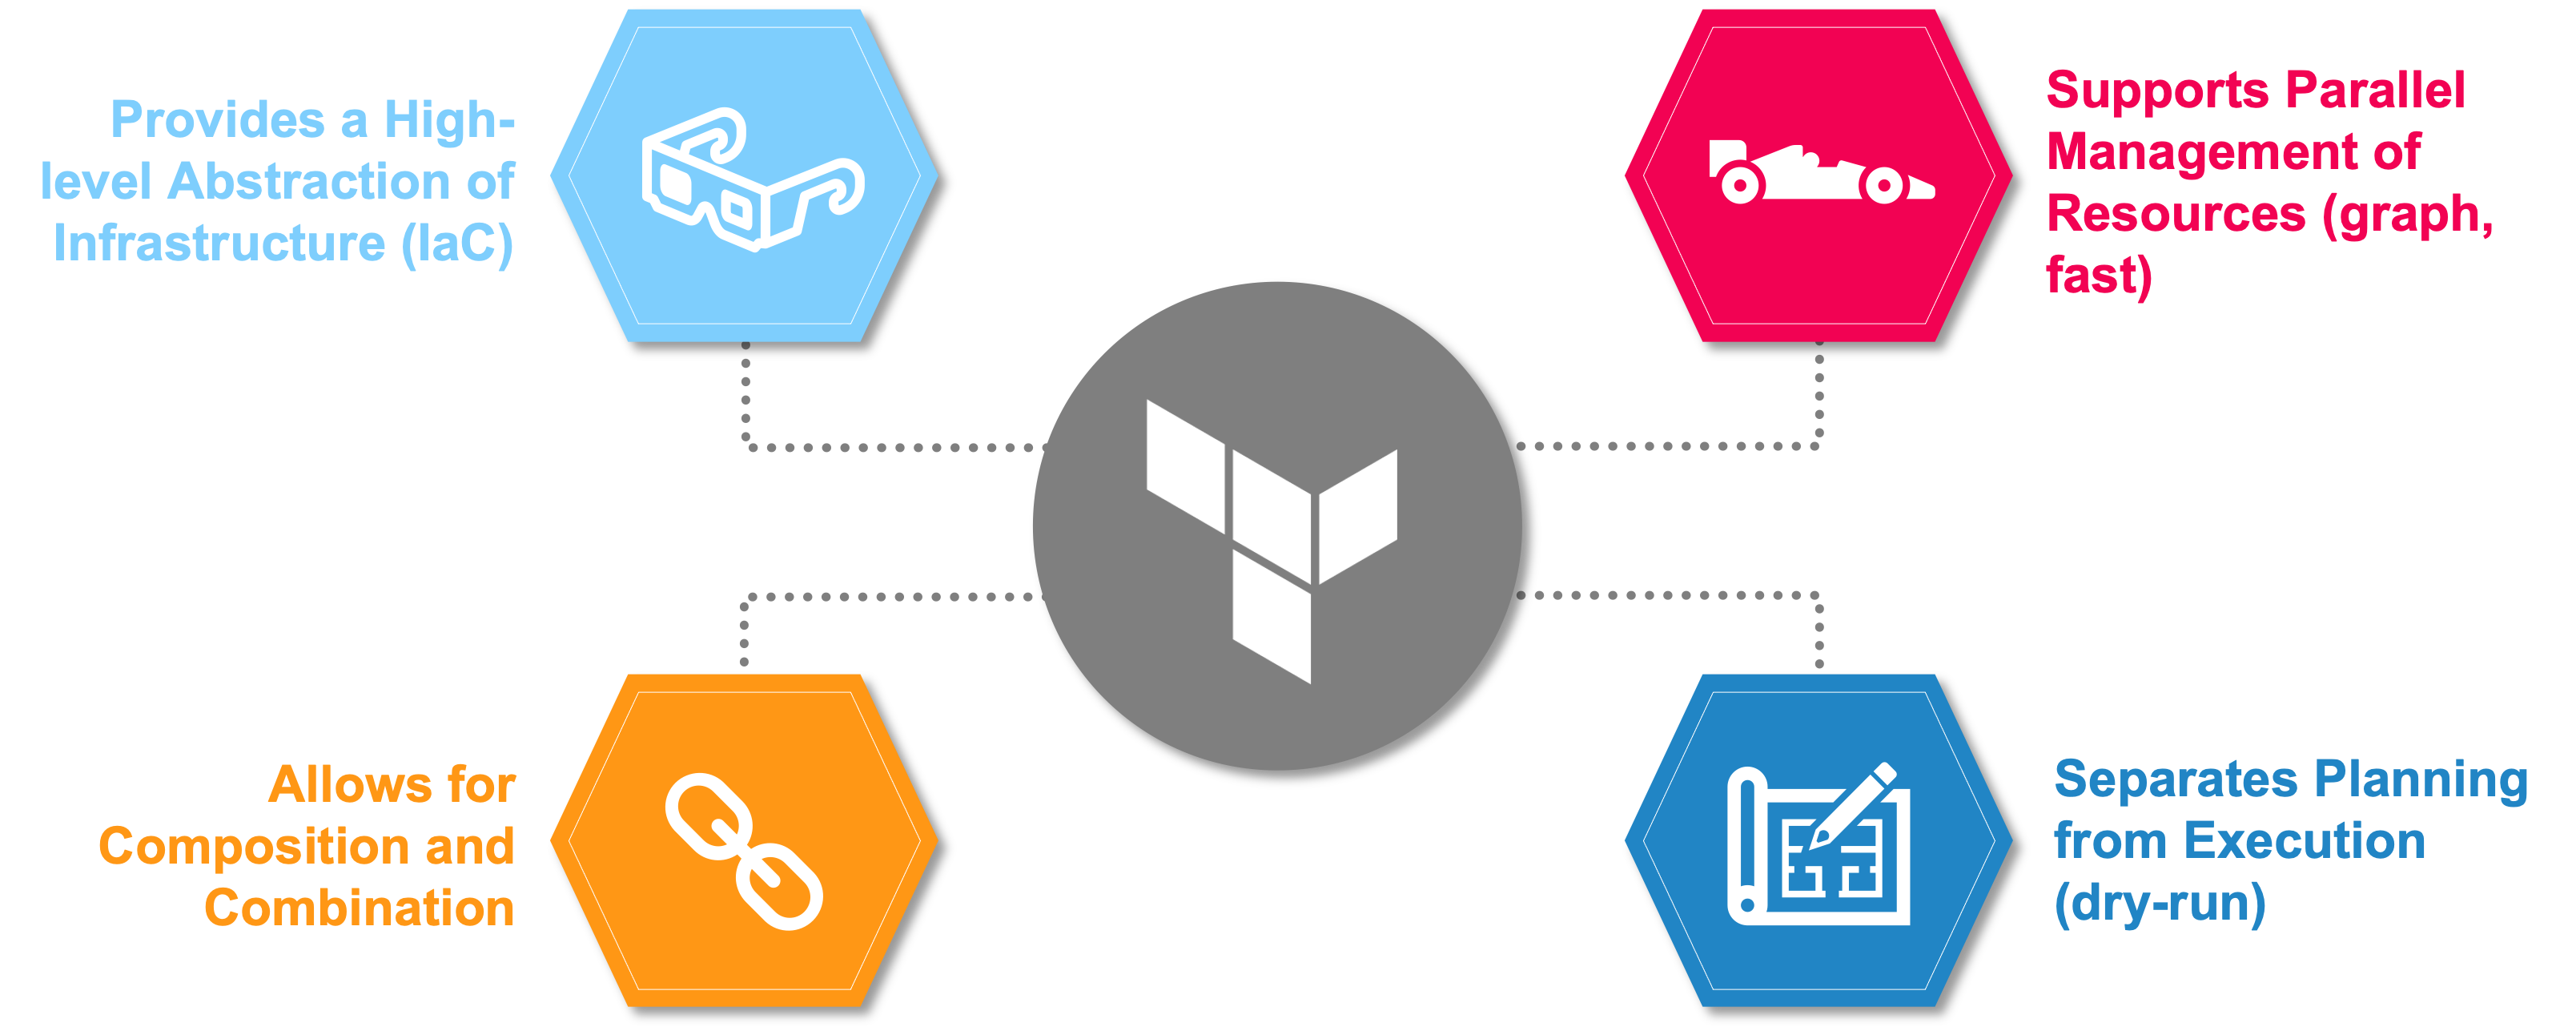 Provides a High-
level Abstraction of
Infrastructure (IaC)
Supports Parallel
Management of
Resources (graph,
fast)
Allows for
Composition and
Combination
Separates Planning
from Execution
(dry-run)